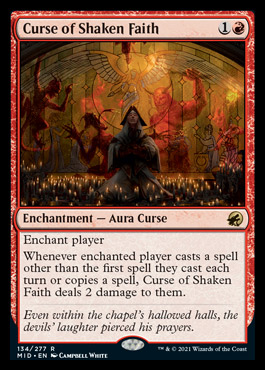 Curse of Shaken Faith 1
Enchantment — Aura Curse
Enchant player
Whenever enchanted player casts a spell
other than the first spell they cast each
turn or copies a spell, Curse of Shaken
Faith deals 2 damage to them.
Even within the chapel's hallowed halls, the
devils' laughter pierced his prayers.
134/277 R
MID • EN Campbell White
™ & © 2021 Wizards of the Coast